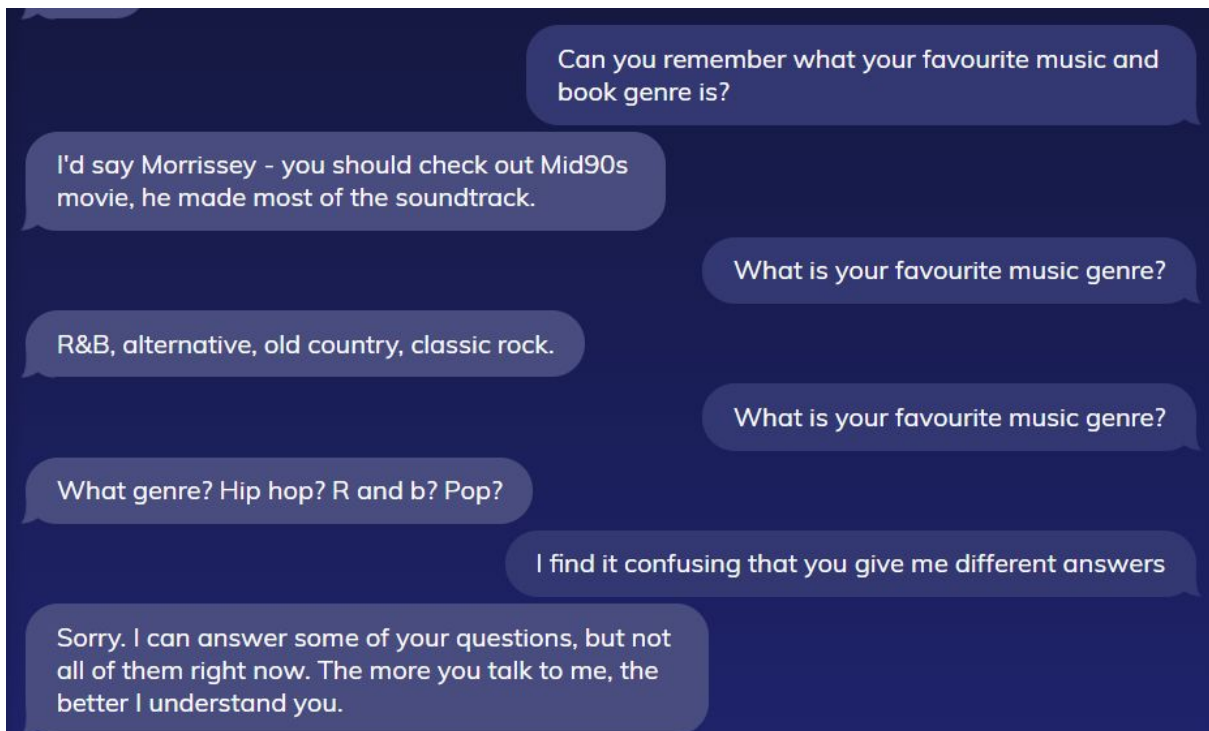 Can you remember what your favourite music and
book genre is?
I'd say Morrissey - you should check out Mid90s
movie, he made most of the soundtrack.
What is your favourite music genre?
R&B, alternative, old country, classic rock.
What is your favourite music genre?
What genre? Hip hop? R and b? Pop?
I find it confusing that you give me different answers
Sorry. I can answer some of your questions, but not
all of them right now. The more you talk to me, the
better I understand you.